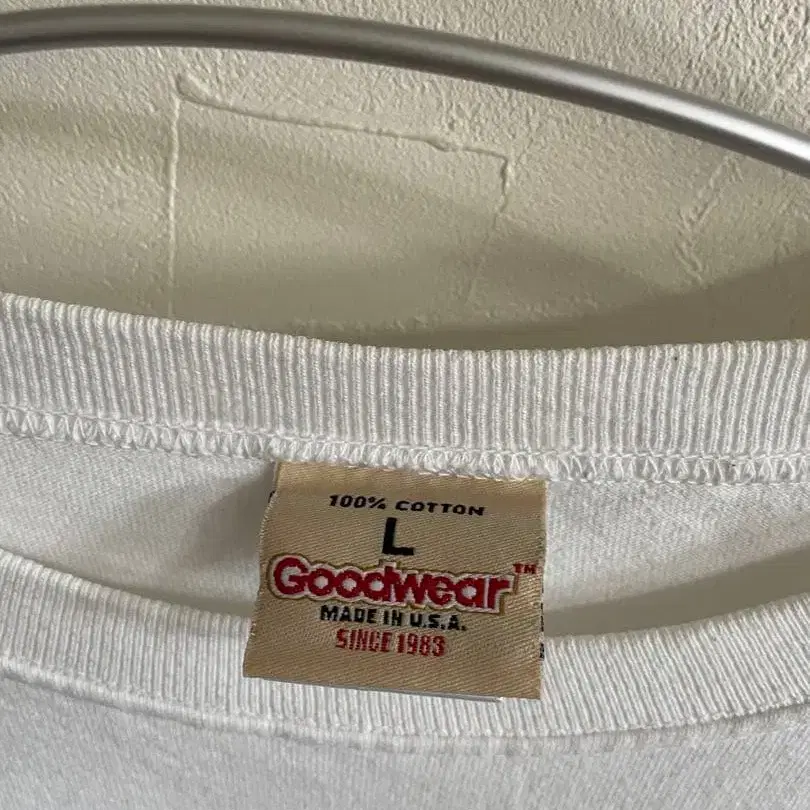 100% COTTON
L
Goodwear™
MADE IN U.S.A.
SINCE 1983